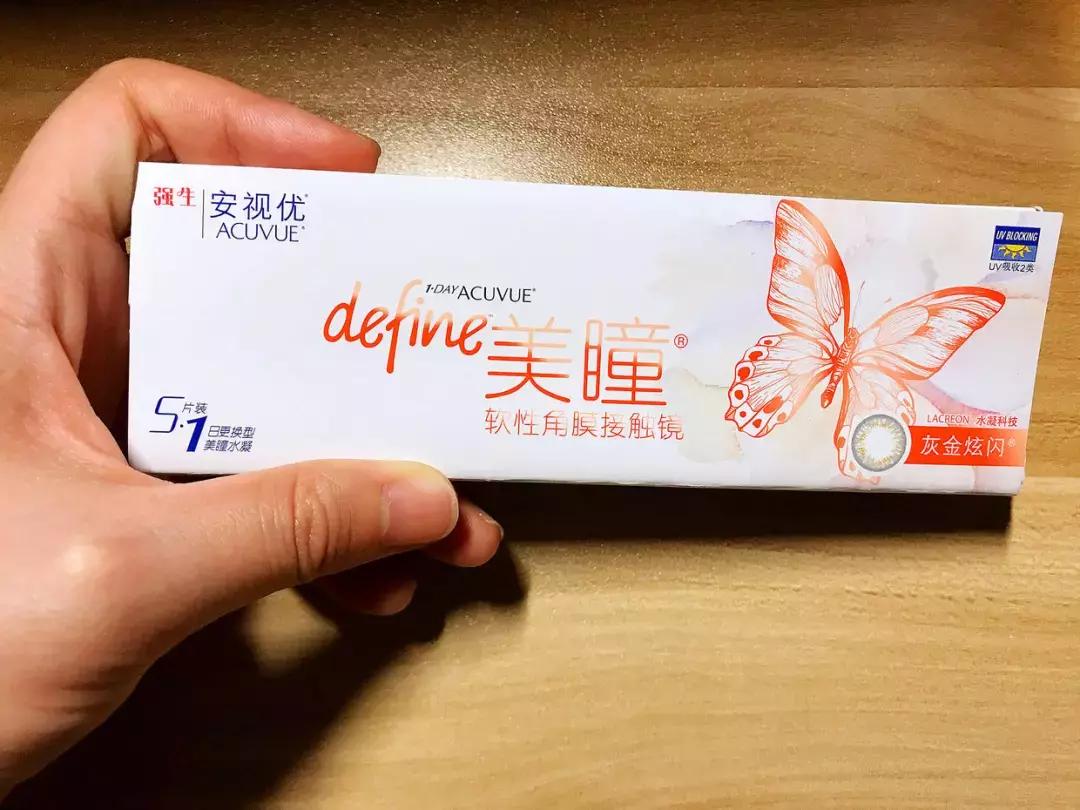 强生
安视优®
ACUVUE®
UV BLOCKING
UV吸收2类
1·DAY ACUVUE®
define™
美瞳®
软性角膜接触镜
5片装
1日更换型
美瞳水凝
LACREON 水凝科技
灰金炫闪®